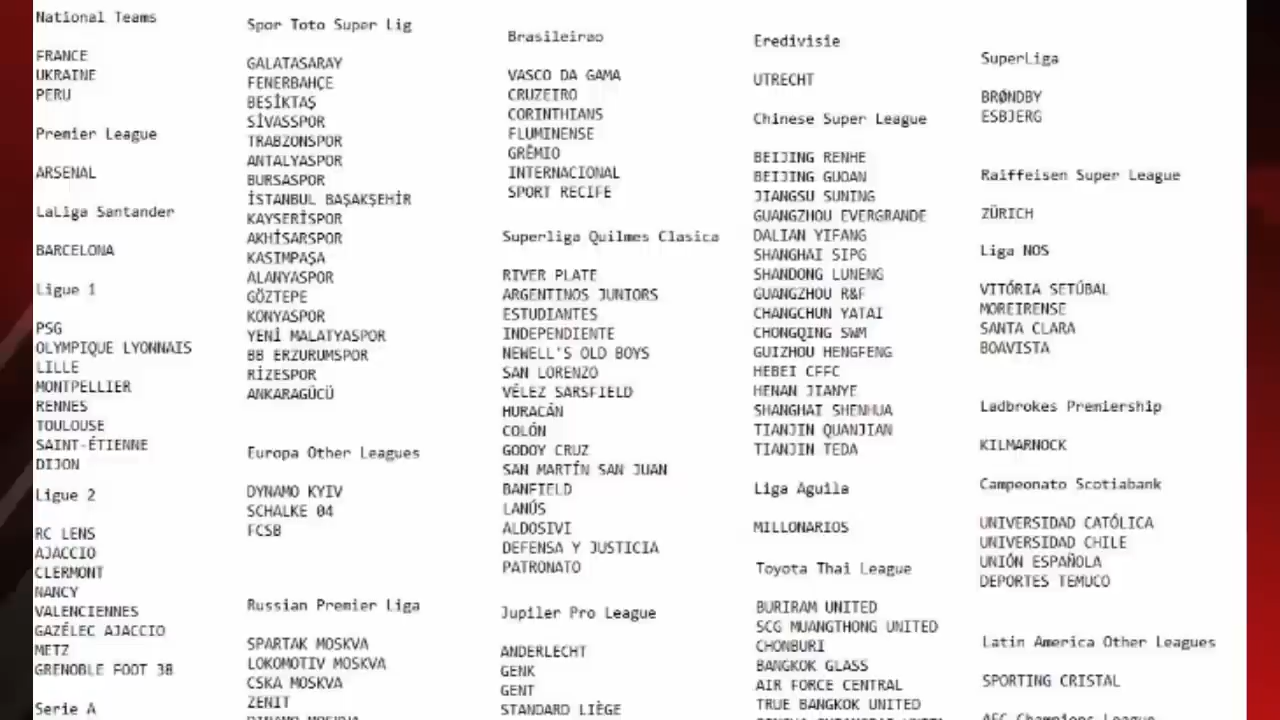 National Teams
FRANCE
UKRAINE
PERU
Premier League
ARSENAL
LaLiga Santander
BARCELONA
Ligue 1
PSG
OLYMPIQUE LYONNAIS
LILLE
MONTPELLIER
RENNES
TOULOUSE
SAINT-ÉTIENNE
DIJON
Ligue 2
RC LENS
AJACCIO
CLERMONT
NANCY
VALENCIENNES
GAZÉLEC AJACCIO
METZ
GRENOBLE FOOT 38
Serie A
Spor Toto Super Lig
GALATASARAY
FENERBAHÇE
BEŞİKTAŞ
SİVASSPOR
TRABZONSPOR
ANTALYASPOR
BURSASPOR
İSTANBUL BAŞAKŞEHİR
KAYSERİSPOR
AKHİSARSPOR
KASIMPAŞA
ALANYASPOR
GÖZTEPE
KONYASPOR
YENİ MALATYASPOR
BB ERZURUMSPOR
RİZESPOR
ANKARAGÜCÜ
Europa Other Leagues
DYNAMO KYIV
SCHALKE 04
FCSB
Russian Premier Liga
SPARTAK MOSKVA
LOKOMOTIV MOSKVA
CSKA MOSKVA
ZENIT
DINAMO MOSKVA
Brasileirao
VASCO DA GAMA
CRUZEIRO
CORINTHIANS
FLUMINENSE
GRÊMIO
INTERNACIONAL
SPORT RECIFE
Superliga Quilmes Clasica
RIVER PLATE
ARGENTINOS JUNIORS
ESTUDIANTES
INDEPENDIENTE
NEWELL'S OLD BOYS
SAN LORENZO
VÉLEZ SARSFIELD
HURACÁN
COLÓN
GODOY CRUZ
SAN MARTÍN SAN JUAN
BANFIELD
LANÚS
ALDOSIVI
DEFENSA Y JUSTICIA
PATRONATO
Jupiler Pro League
ANDERLECHT
GENK
GENT
STANDARD LIÈGE
Eredivisie
UTRECHT
Chinese Super League
BEIJING RENHE
BEIJING GUOAN
JIANGSU SUNING
GUANGZHOU EVERGRANDE
DALIAN YIFANG
SHANGHAI SIPG
SHANDONG LUNENG
GUANGZHOU R&F
CHANGCHUN YATAI
CHONGQING SWM
GUIZHOU HENGFENG
HEBEI CFFC
HENAN JIANYE
SHANGHAI SHENHUA
TIANJIN QUANJIAN
TIANJIN TEDA
Liga Aguila
MILLONARIOS
Toyota Thai League
BURIRAM UNITED
SCG MUANGTHONG UNITED
CHONBURI
BANGKOK GLASS
AIR FORCE CENTRAL
TRUE BANGKOK UNITED
SuperLiga
BRØNDBY
ESBJERG
Raiffeisen Super League
ZÜRICH
Liga NOS
VITÓRIA SETÚBAL
MOREIRENSE
SANTA CLARA
BOAVISTA
Ladbrokes Premiership
KILMARNOCK
Campeonato Scotiabank
UNIVERSIDAD CATÓLICA
UNIVERSIDAD CHILE
UNIÓN ESPAÑOLA
DEPORTES TEMUCO
Latin America Other Leagues
SPORTING CRISTAL
AFC Champions League